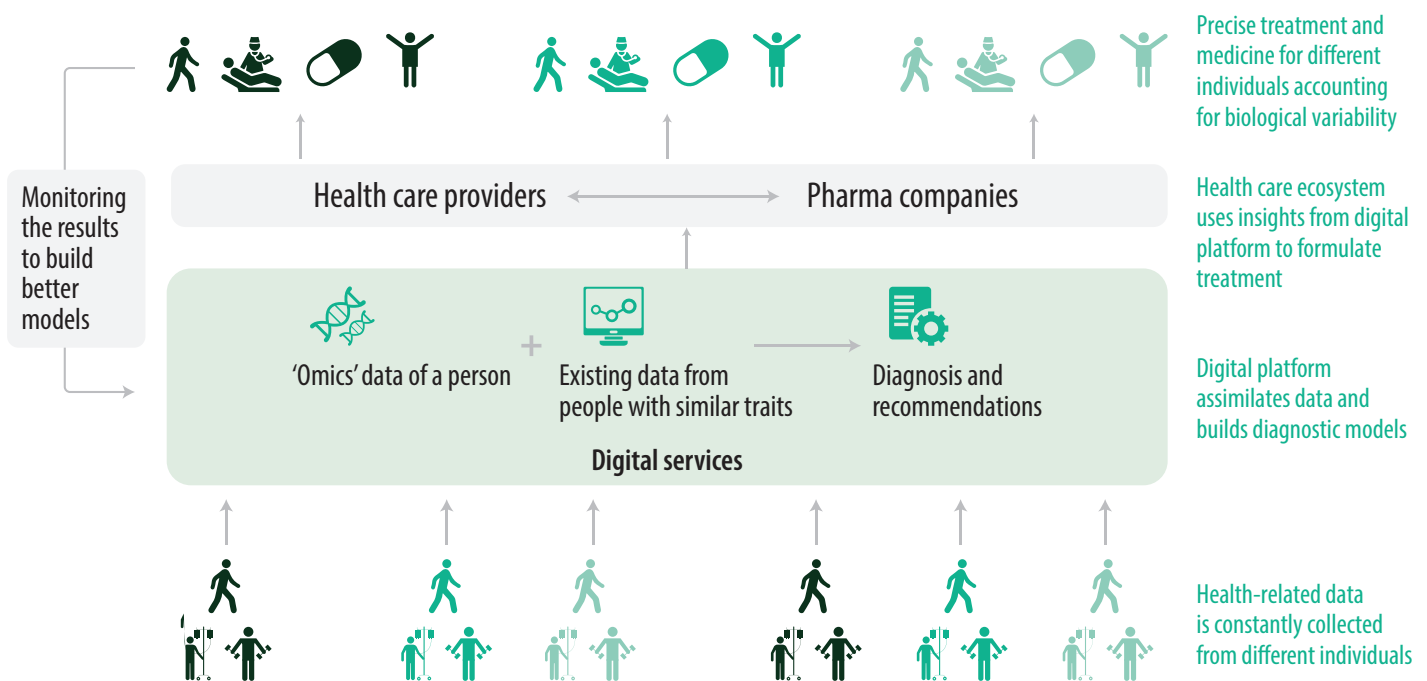 Precise treatment and
medicine for different
individuals accounting
for biological variability
Monitoring
the results
to build
better
models
Health care providers
Pharma companies
Health care ecosystem
uses insights from digital
platform to formulate
treatment
'Omics' data of a person
+
Existing data from
people with similar traits
Diagnosis and
recommendations
Digital services
Digital platform
assimilates data and
builds diagnostic models
Health-related data
is constantly collected
from different individuals